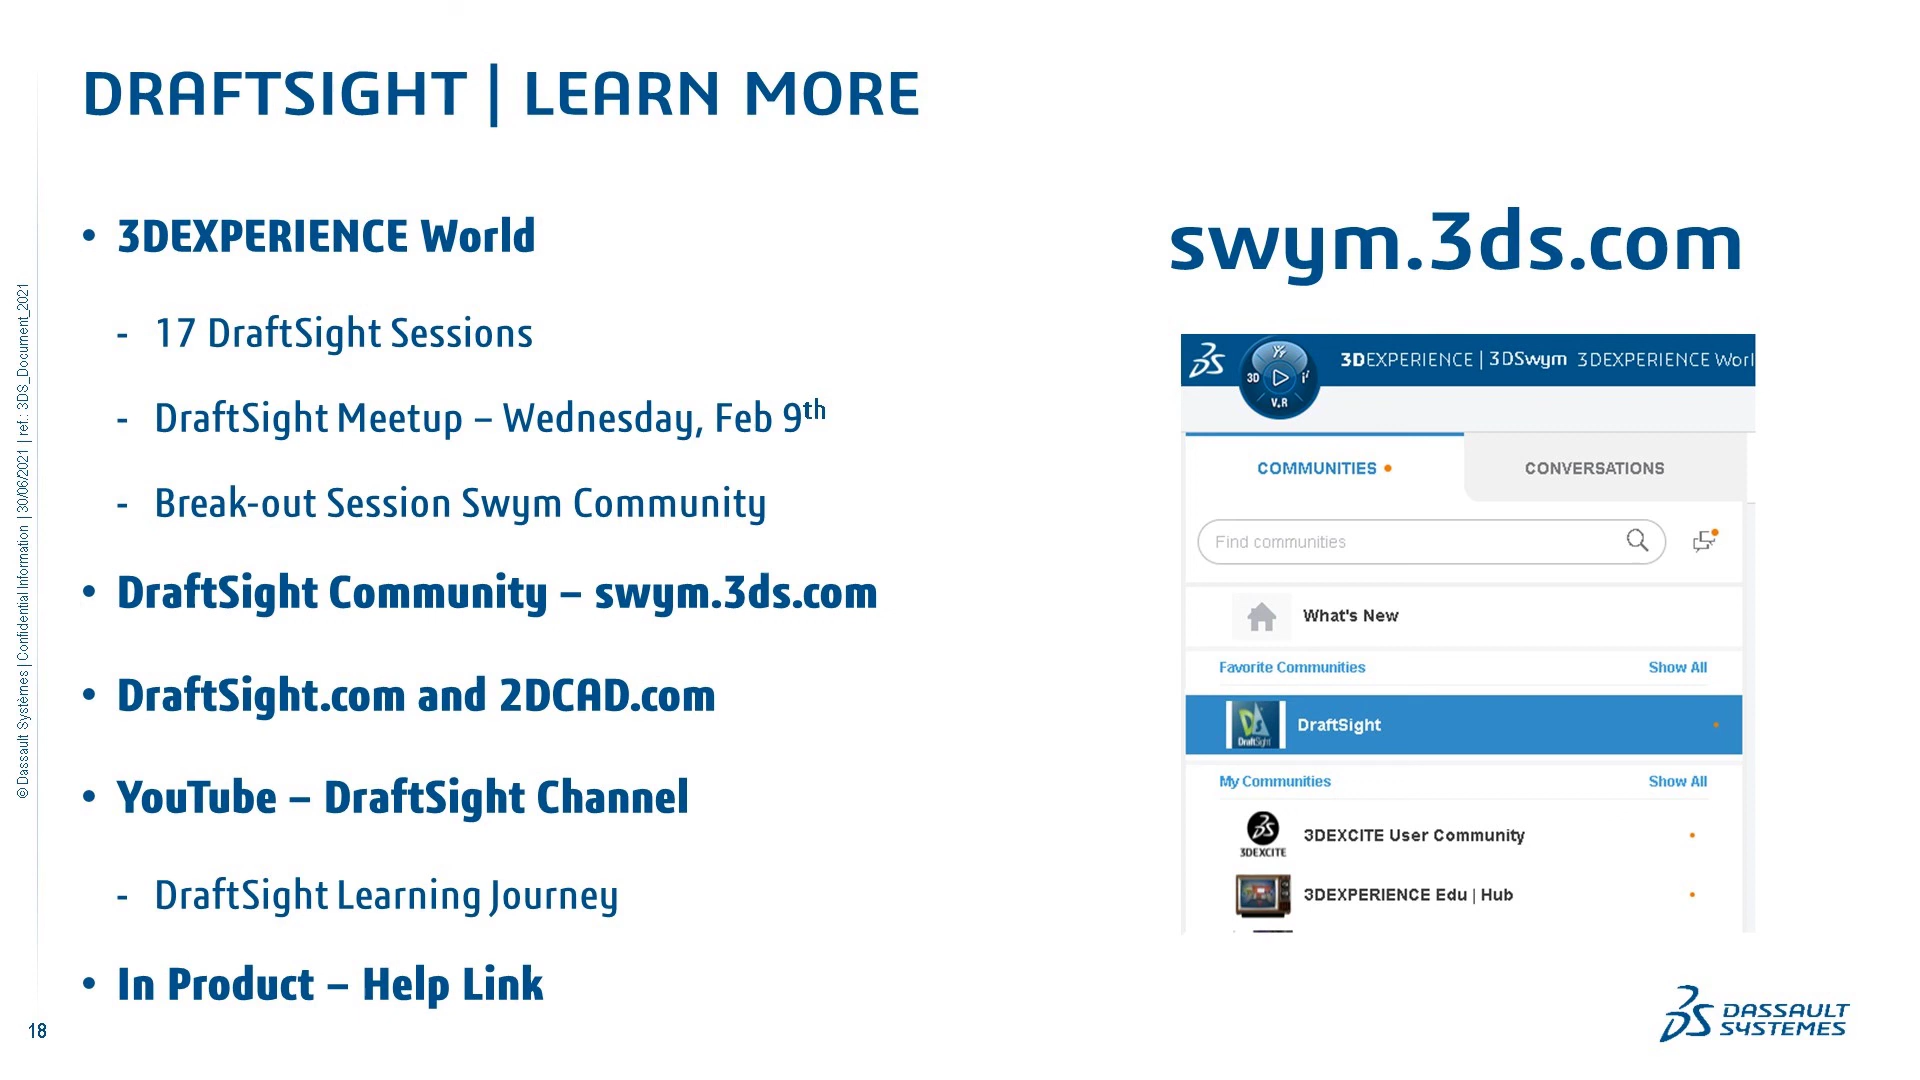 DRAFTSIGHT | LEARN MORE
• 3DEXPERIENCE World
- 17 DraftSight Sessions
- DraftSight Meetup – Wednesday, Feb 9th
- Break-out Session Swym Community
• DraftSight Community – swym.3ds.com
• DraftSight.com and 2DCAD.com
• YouTube – DraftSight Channel
- DraftSight Learning Journey
• In Product – Help Link
swym.3ds.com
3DEXPERIENCE | 3DSwym 3DEXPERIENCE Worl
3D
V.R
COMMUNITIES
CONVERSATIONS
Find communities
What's New
Favorite Communities Show All
DraftSight
DraftSight
My Communities Show All
3DEXCITE
3DEXCITE User Community
3DEXPERIENCE Edu | Hub
DASSAULT
SYSTEMES
© Dassault Systèmes | Confidential Information | 30/06/2021 | ref.: 3DS_Document_2021
18